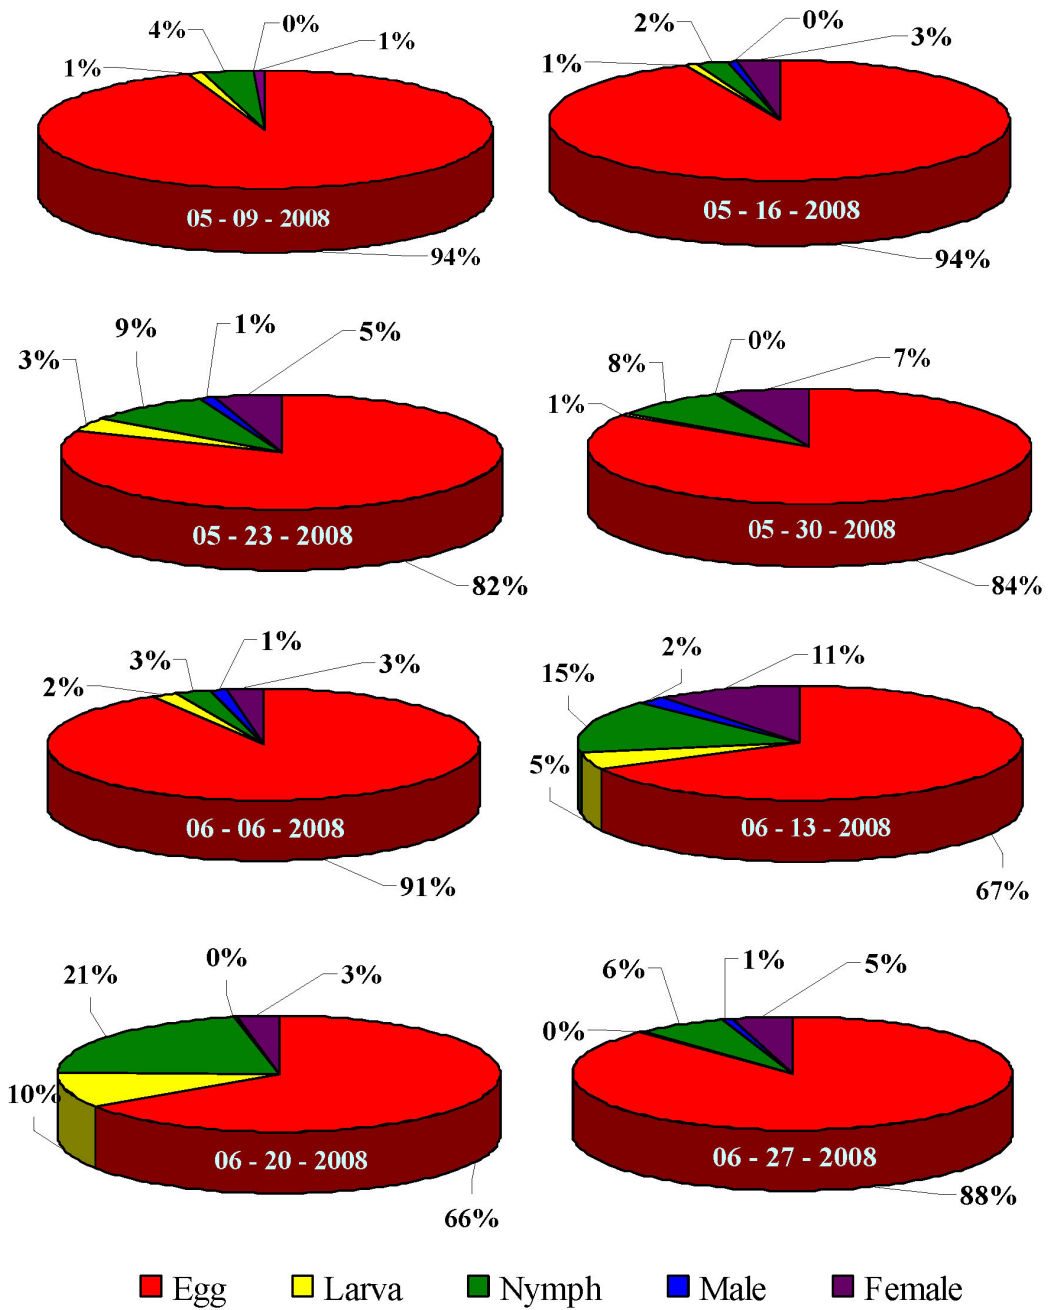 4% 0% 1%
1%
05 - 09 - 2008
94%
2% 0% 3%
1%
05 - 16 - 2008
94%
9% 1% 5%
3%
05 - 23 - 2008
82%
8% 0% 7%
1%
05 - 30 - 2008
84%
3% 1% 3%
2%
06 - 06 - 2008
91%
15% 2% 11%
5%
06 - 13 - 2008
67%
21% 0% 3%
10%
06 - 20 - 2008
66%
6% 1% 5%
0%
06 - 27 - 2008
88%
Egg Larva Nymph Male Female